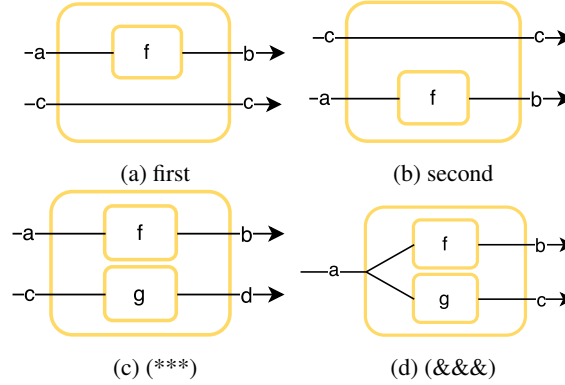 a f b
c c
(a) first
c c
a f b
(b) second
a f b
c g d
(c) (***)
a f b
g c
(d) (&&&)